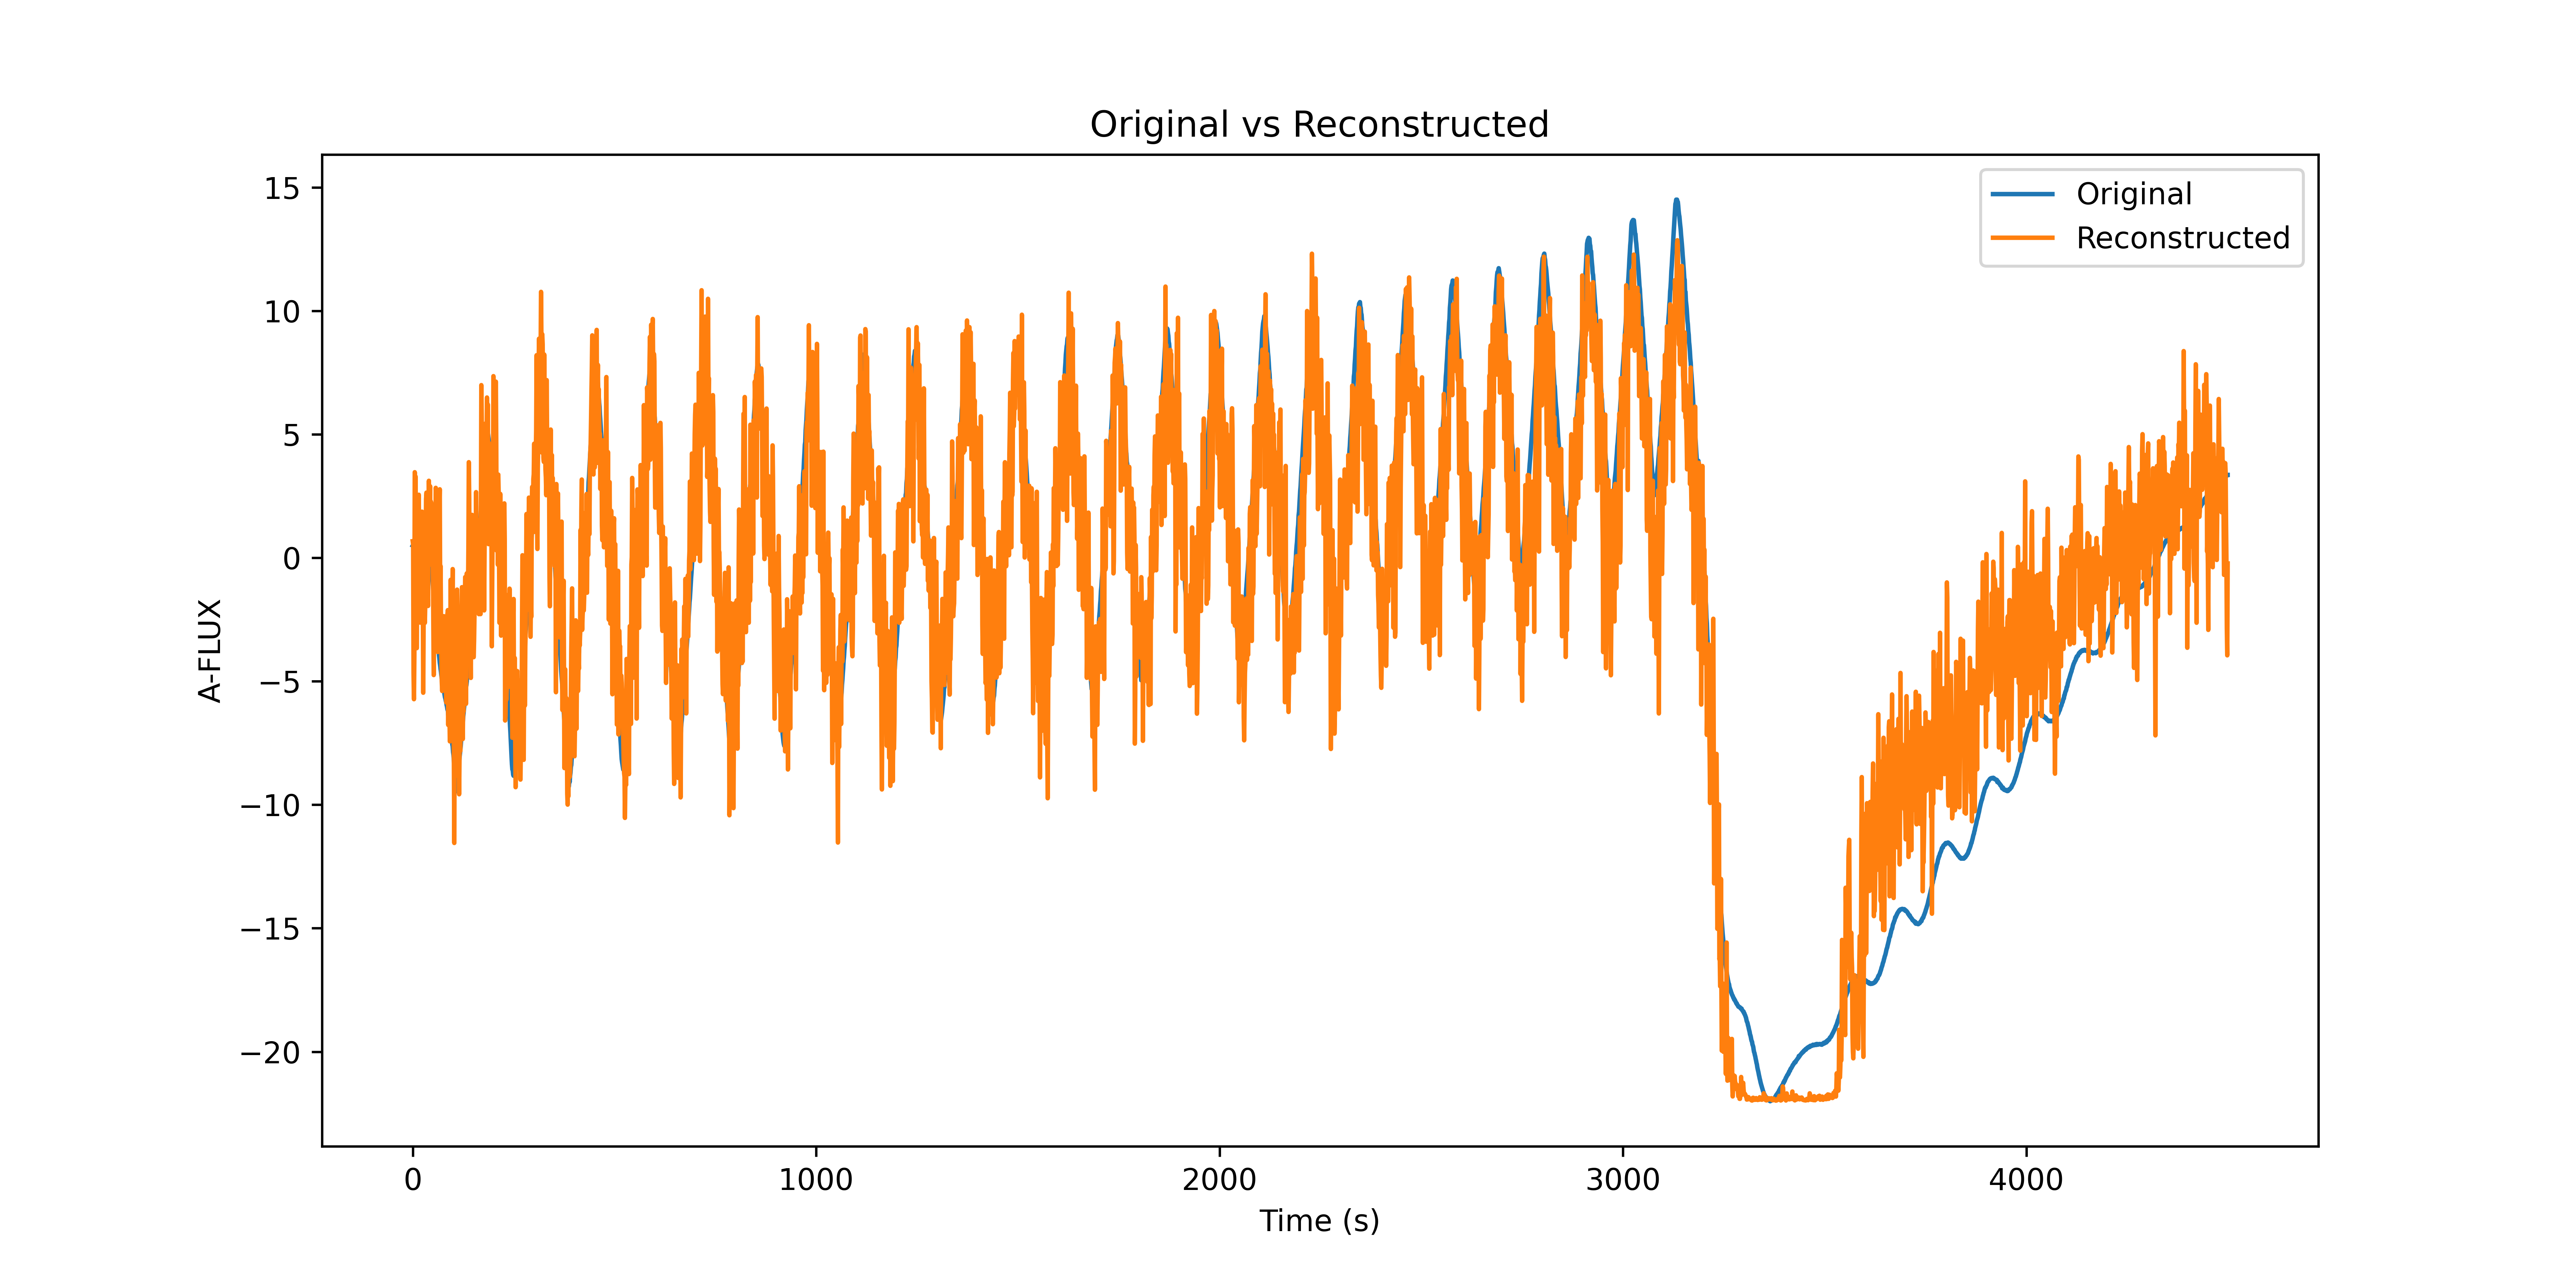 Original vs Reconstructed
Original
Reconstructed
15
10
5
0
−5
−10
−15
−20
A-FLUX
0 1000 2000 3000 4000
Time (s)